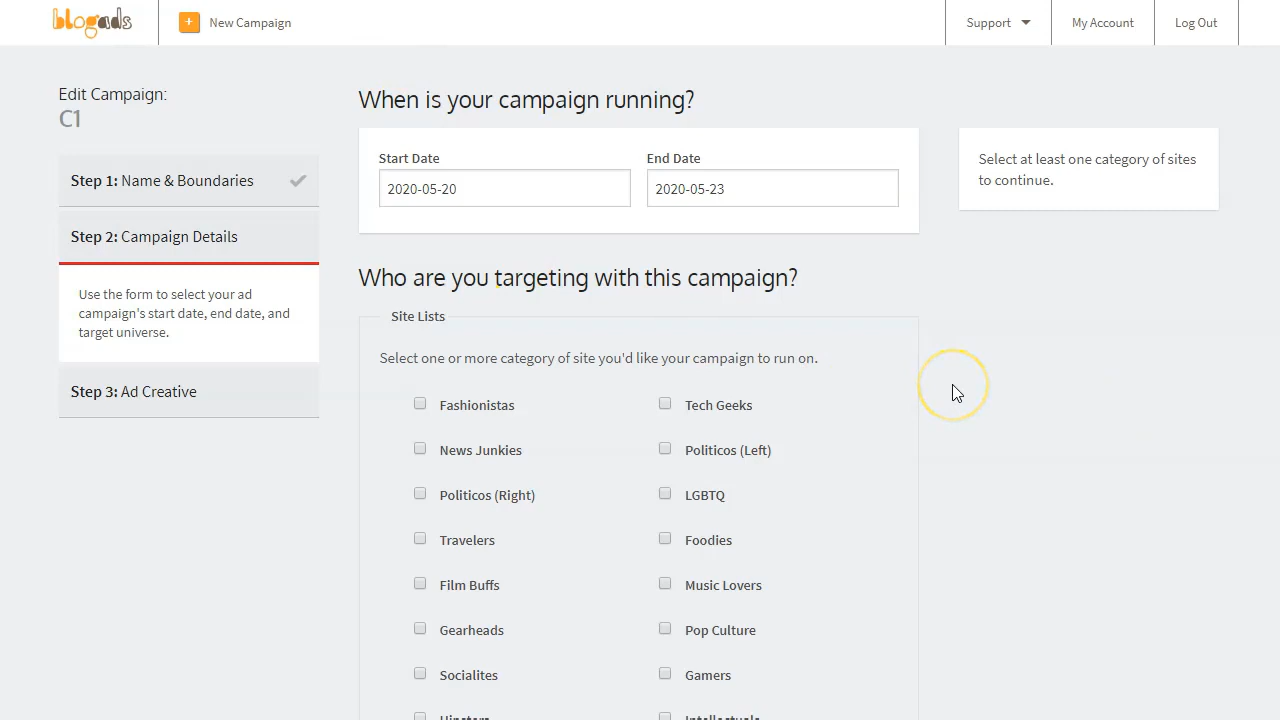 blogads
+ New Campaign
Support
My Account
Log Out
Edit Campaign:
C1
Step 1: Name & Boundaries
Step 2: Campaign Details
Use the form to select your ad
campaign's start date, end date, and
target universe.
Step 3: Ad Creative
When is your campaign running?
Start Date
End Date
2020-05-20
2020-05-23
Select at least one category of sites
to continue.
Who are you targeting with this campaign?
Site Lists
Select one or more category of site you'd like your campaign to run on.
Fashionistas
Tech Geeks
News Junkies
Politicos (Left)
Politicos (Right)
LGBTQ
Travelers
Foodies
Film Buffs
Music Lovers
Gearheads
Pop Culture
Socialites
Gamers
Hipsters
Intellectuals